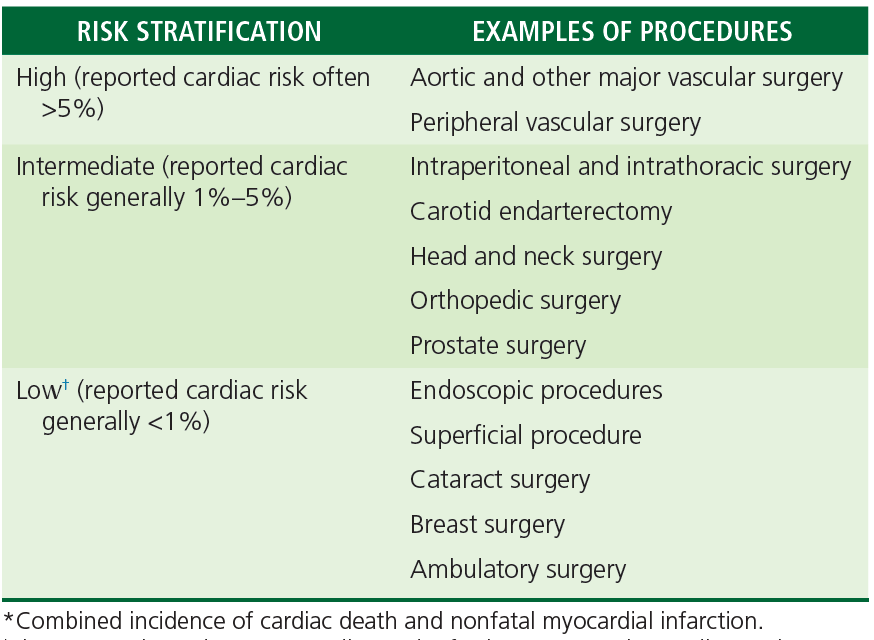 RISK STRATIFICATION EXAMPLES OF PROCEDURES
High (reported cardiac risk often
>5%)
Aortic and other major vascular surgery
Peripheral vascular surgery
Intermediate (reported cardiac
risk generally 1%–5%)
Intraperitoneal and intrathoracic surgery
Carotid endarterectomy
Head and neck surgery
Orthopedic surgery
Prostate surgery
Low† (reported cardiac risk
generally <1%)
Endoscopic procedures
Superficial procedure
Cataract surgery
Breast surgery
Ambulatory surgery
*Combined incidence of cardiac death and nonfatal myocardial infarction.